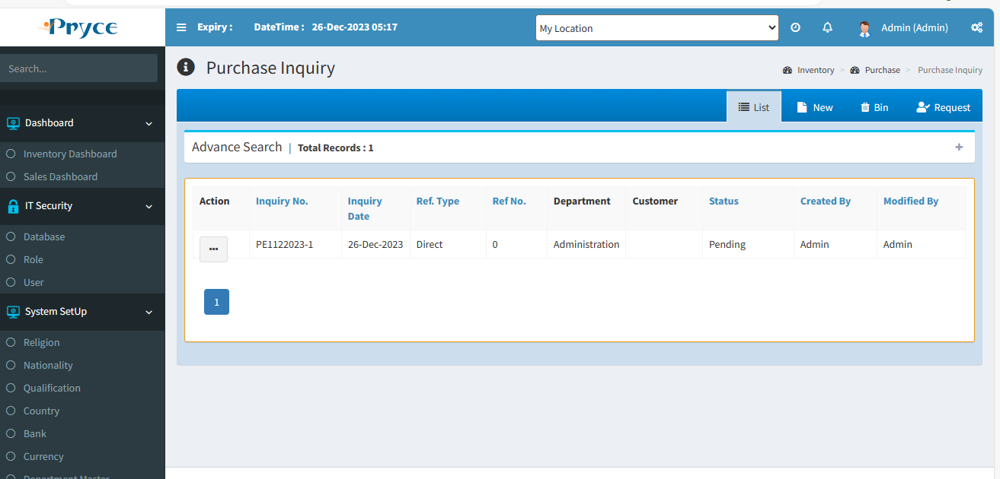 Pryce
Expiry : DateTime : 26-Dec-2023 05:17 My Location Admin (Admin)
Search...
Purchase Inquiry
Inventory > Purchase > Purchase Inquiry
List New Bin Request
Dashboard
Inventory Dashboard
Sales Dashboard
IT Security
Database
Role
User
System SetUp
Religion
Nationality
Qualification
Country
Bank
Currency
Department Master
Advance Search | Total Records : 1
Action Inquiry No. Inquiry Date Ref. Type Ref No. Department Customer Status Created By Modified By
PE1122023-1 26-Dec-2023 Direct 0 Administration Pending Admin Admin
1